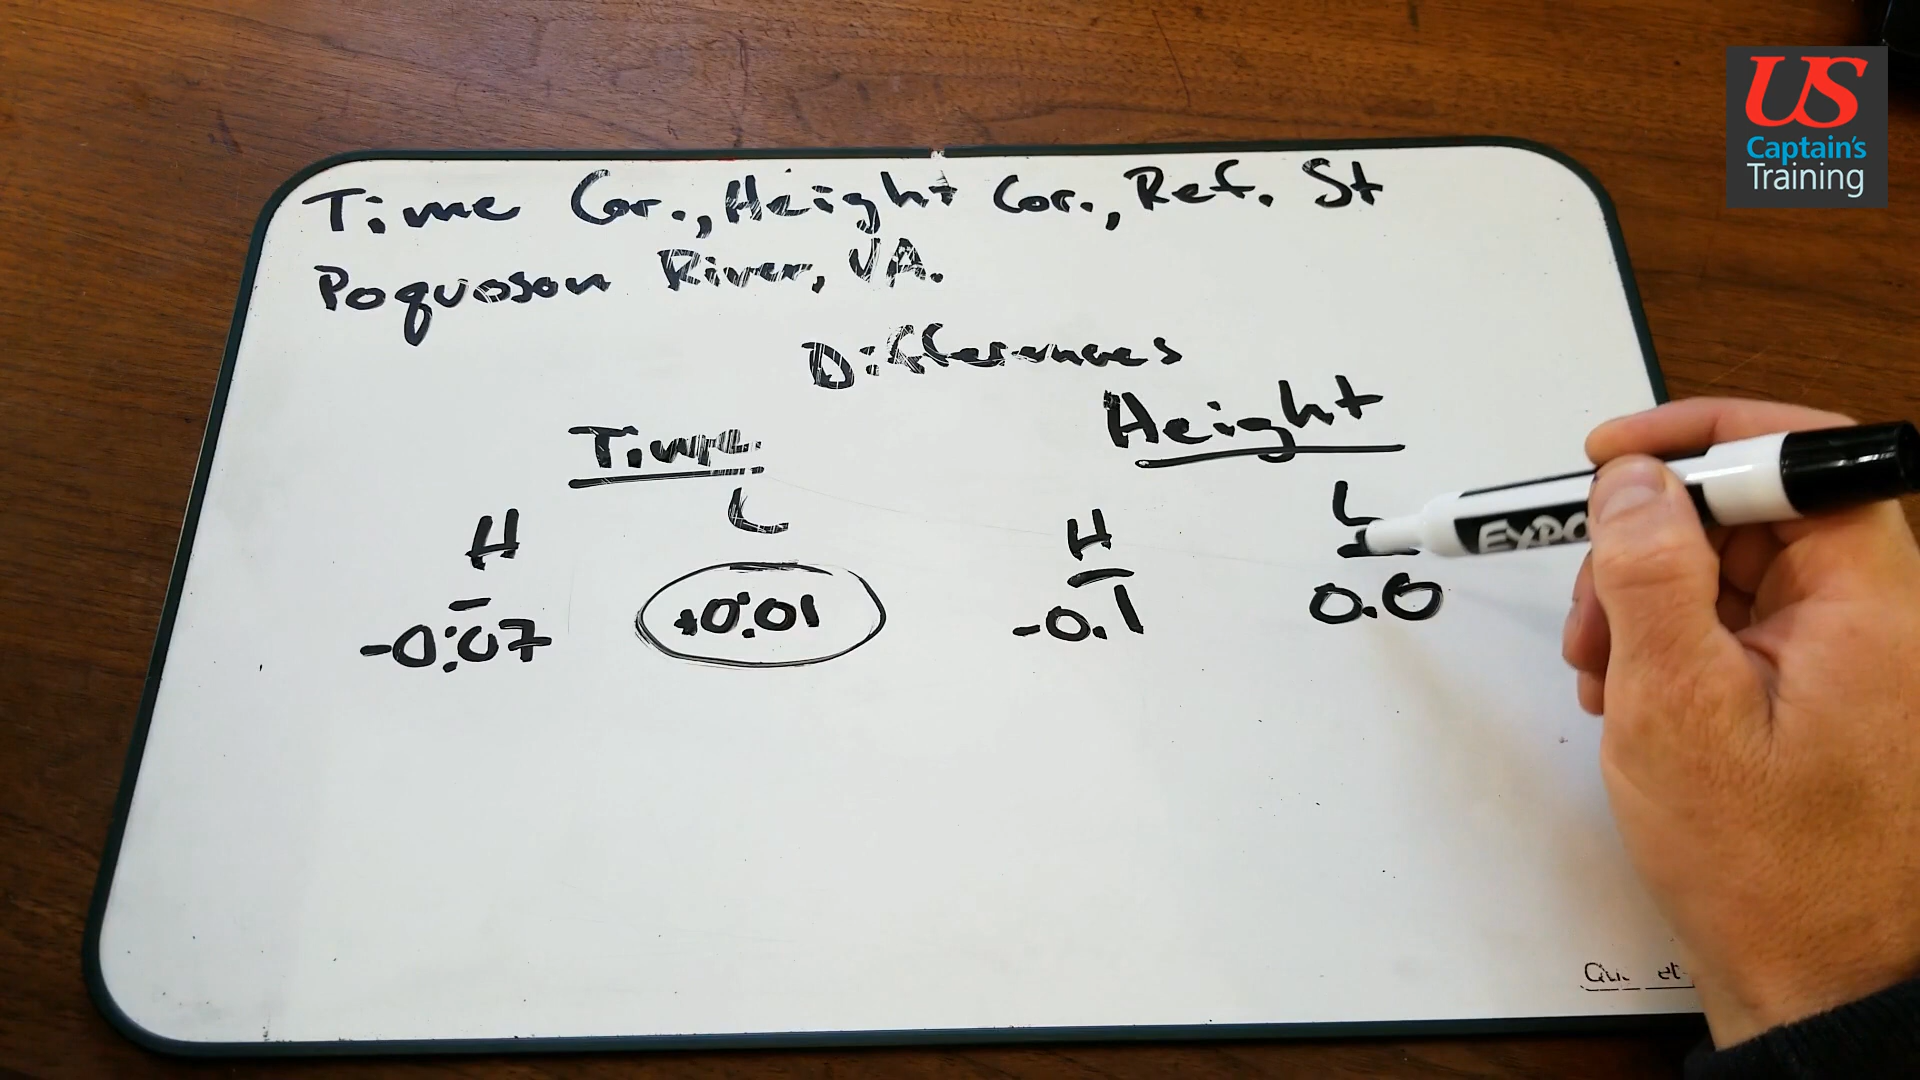 US
Captain's
Training
Time Cor., Height Cor., Ref. St
Poquoson River, VA.
Differences
Time Height
H L H L
-0:07 +0:01 -0.1 0.0
EXPO